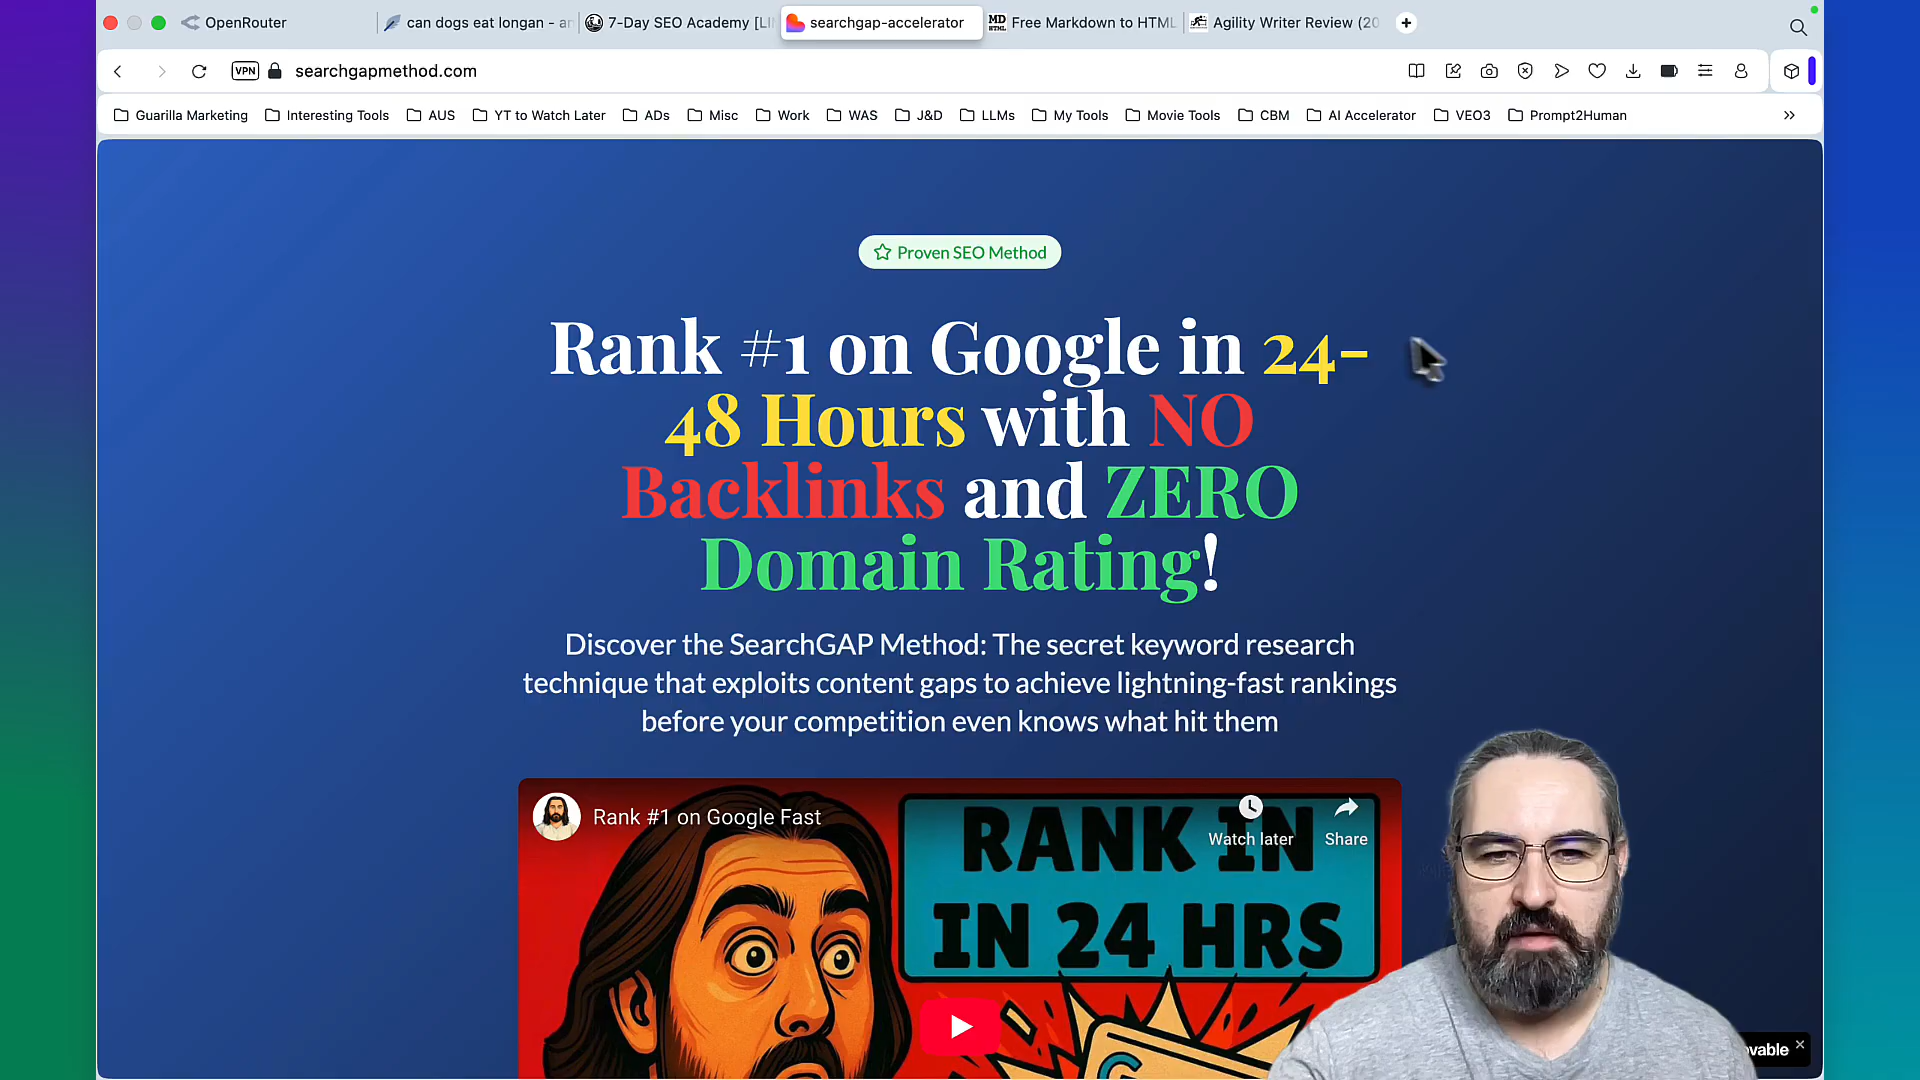 OpenRouter
can dogs eat longan - a
7-Day SEO Academy [LI
searchgap-accelerator
MD HTML
Free Markdown to HTML
Agility Writer Review (20
VPN
searchgapmethod.com
Guarilla Marketing
Interesting Tools
AUS
YT to Watch Later
ADs
Misc
Work
WAS
J&D
LLMs
My Tools
Movie Tools
CBM
AI Accelerator
VEO3
Prompt2Human
Proven SEO Method
Rank #1 on Google in 24-
48 Hours with NO
Backlinks and ZERO
Domain Rating!
Discover the SearchGAP Method: The secret keyword research
technique that exploits content gaps to achieve lightning-fast rankings
before your competition even knows what hit them
Rank #1 on Google Fast
Watch later
Share
RANK IN
IN 24 HRS
ovable